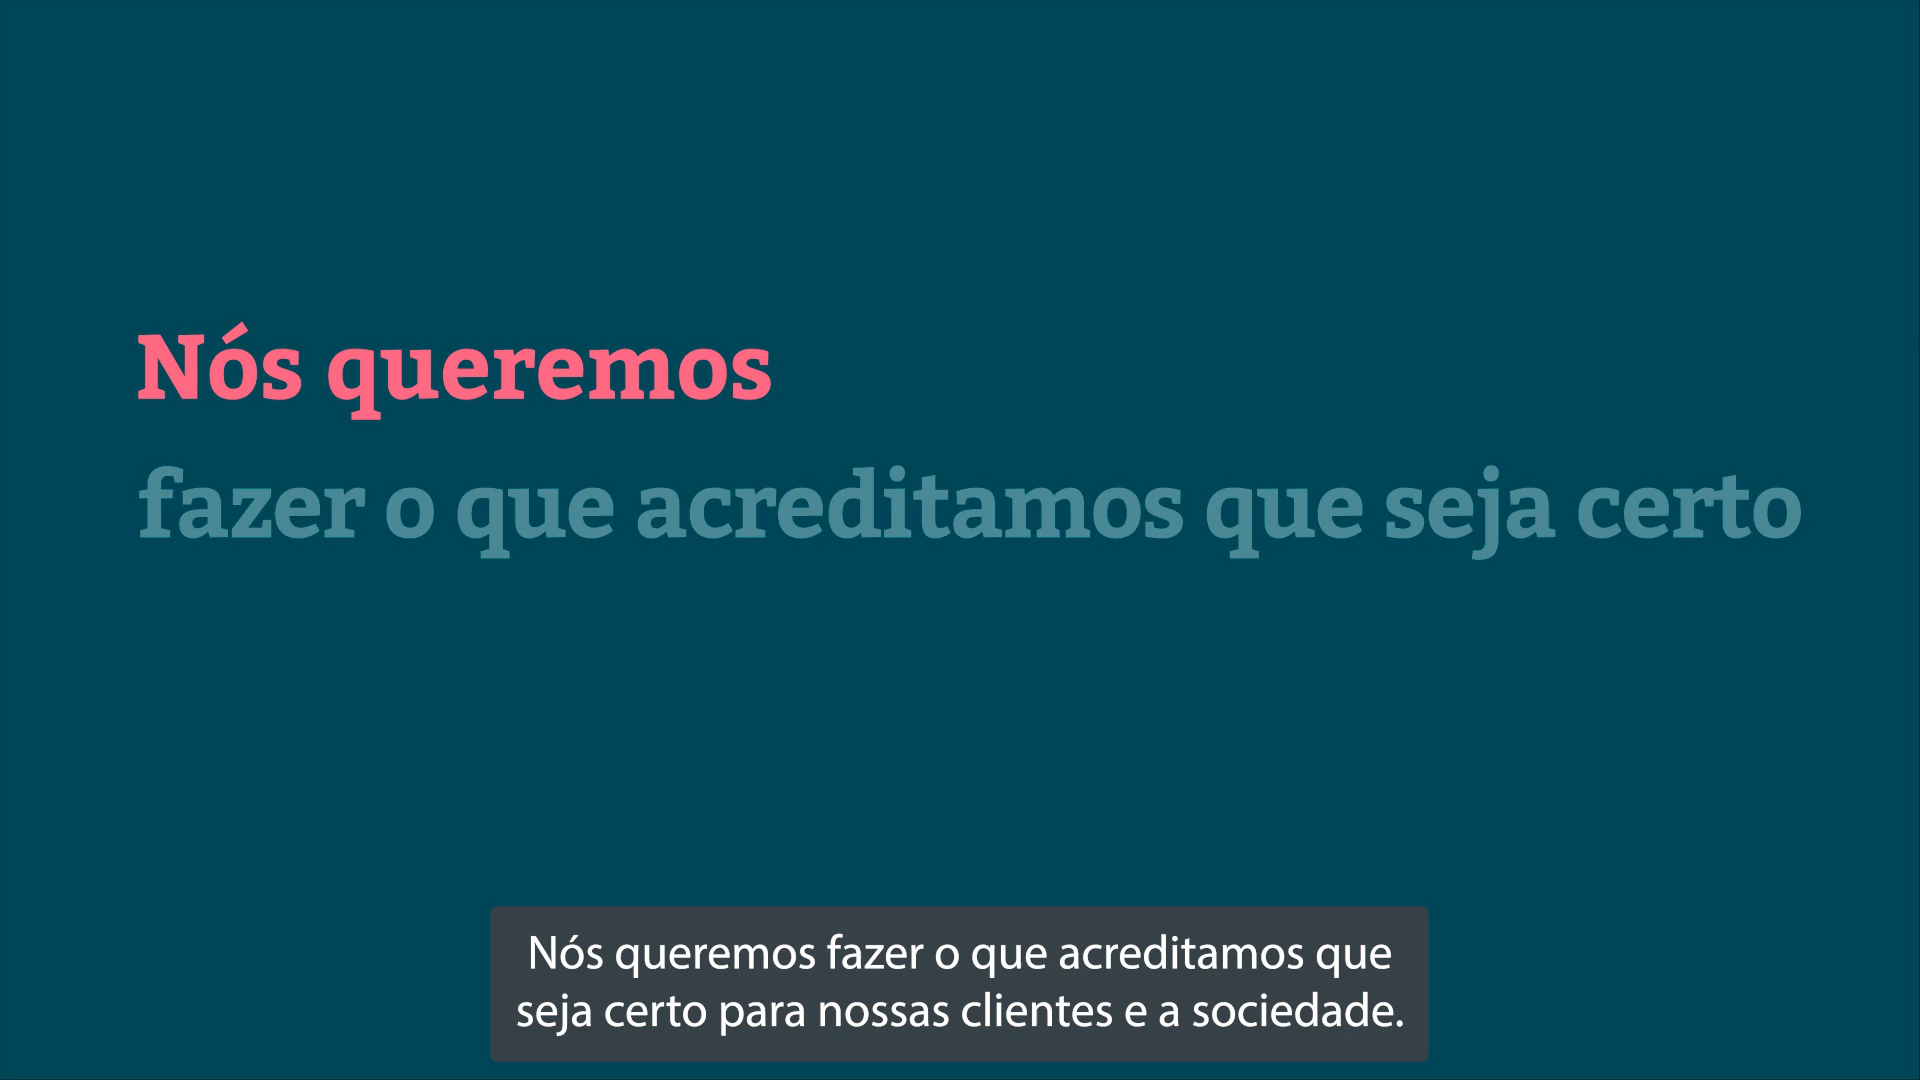 Nós queremos
fazer o que acreditamos que seja certo
Nós queremos fazer o que acreditamos que
seja certo para nossas clientes e a sociedade.